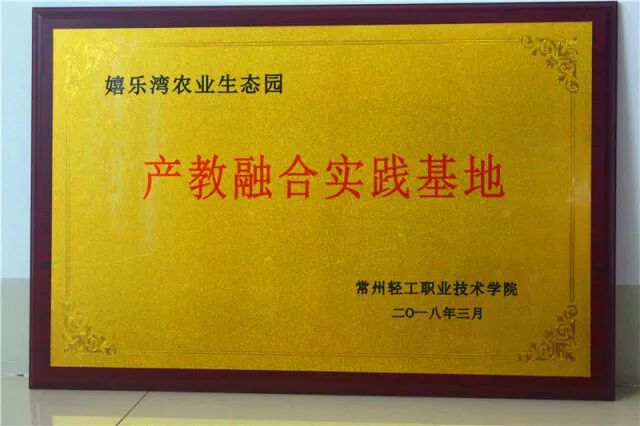 嬉乐湾农业生态园
产教融合实践基地
常州轻工职业技术学院
二〇一八年三月